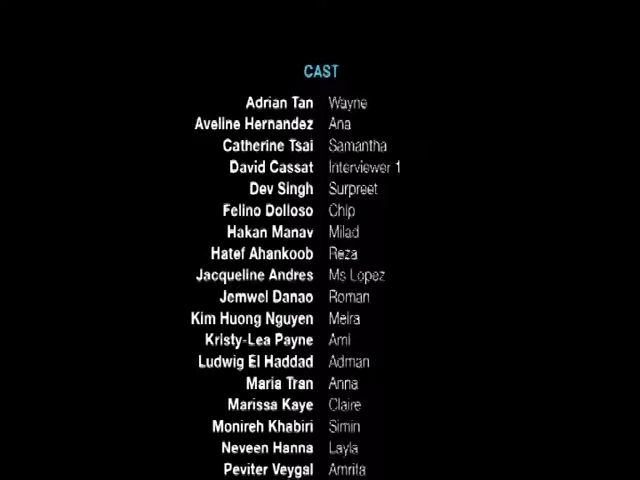 CAST
Adrian Tan Wayne
Aveline Hernandez Ana
Catherine Tsai Samantha
David Cassat Interviewer 1
Dev Singh Surpreet
Felino Dolloso Chip
Hakan Manav Milad
Hatef Ahankoob Reza
Jacqueline Andres Ms Lopez
Jemwel Danao Roman
Kim Huong Nguyen Meira
Kristy-Lea Payne Ami
Ludwig El Haddad Adman
Maria Tran Anna
Marissa Kaye Claire
Monireh Khabiri Simin
Neveen Hanna Layla
Peviter Veygal Amrita